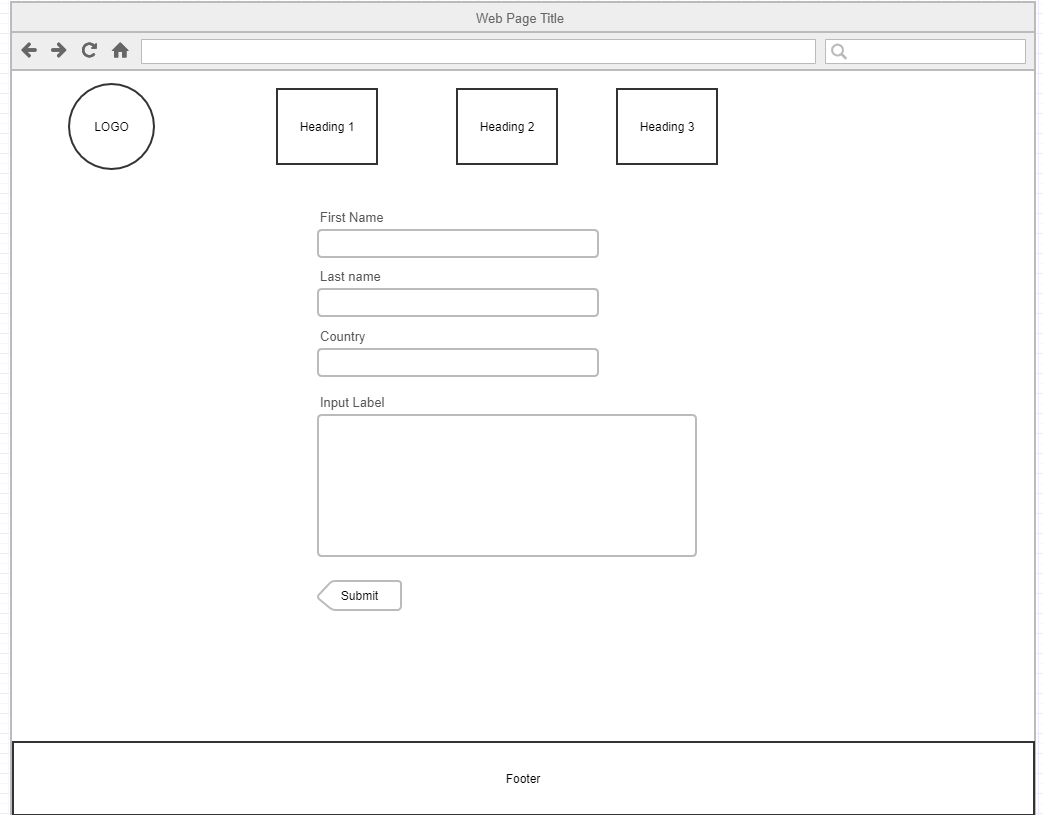 Web Page Title
LOGO
Heading 1
Heading 2
Heading 3
First Name
Last name
Country
Input Label
Submit
Footer